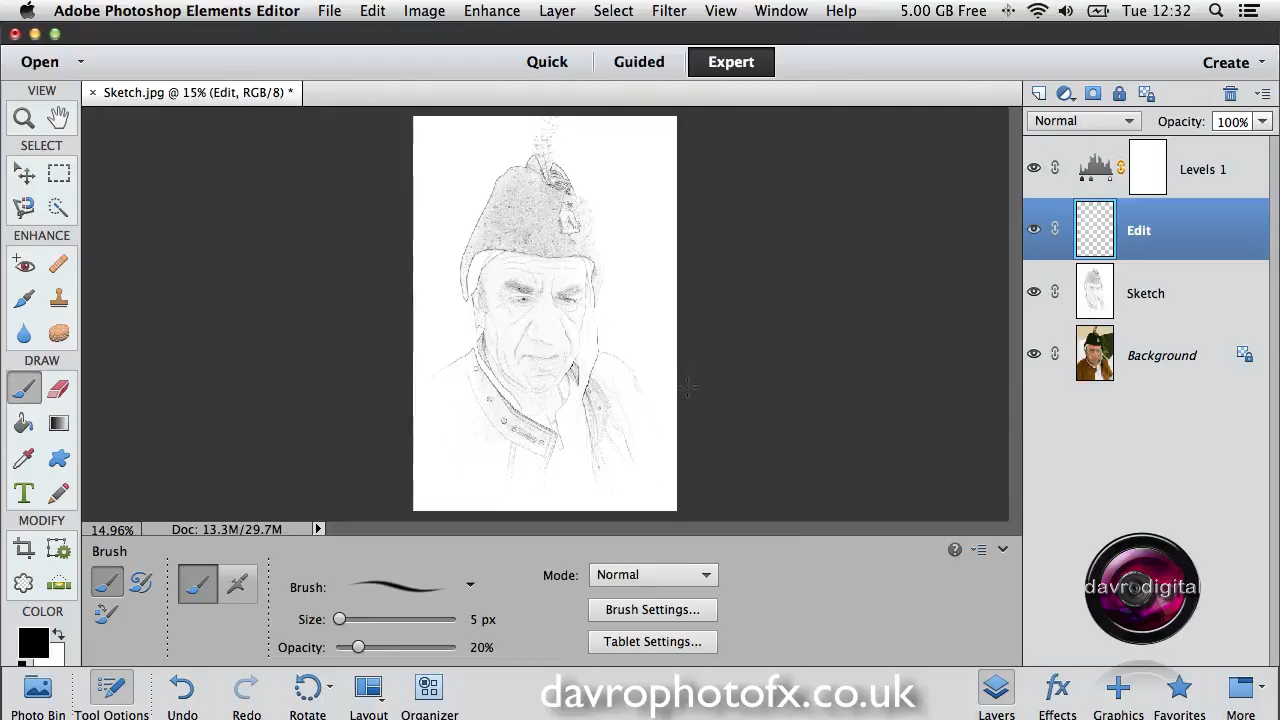 Adobe Photoshop Elements Editor File Edit Image Enhance Layer Select Filter View Window Help 5.00 GB Free Tue 12:32
Open Quick Guided Expert Create
× Sketch.jpg @ 15% (Edit, RGB/8) *
VIEW
SELECT
ENHANCE
DRAW
MODIFY
COLOR
Normal Opacity: 100%
Levels 1
Edit
Sketch
Background
14.96% Doc: 13.3M/29.7M
Brush
Brush:
Size: 5 px
Opacity: 20%
Mode: Normal
Brush Settings...
Tablet Settings...
davrodigital
Photo Bin Tool Options Undo Redo Rotate Layout Organizer
davrophotofx.co.uk
Layers Effects Graphics Favorites More